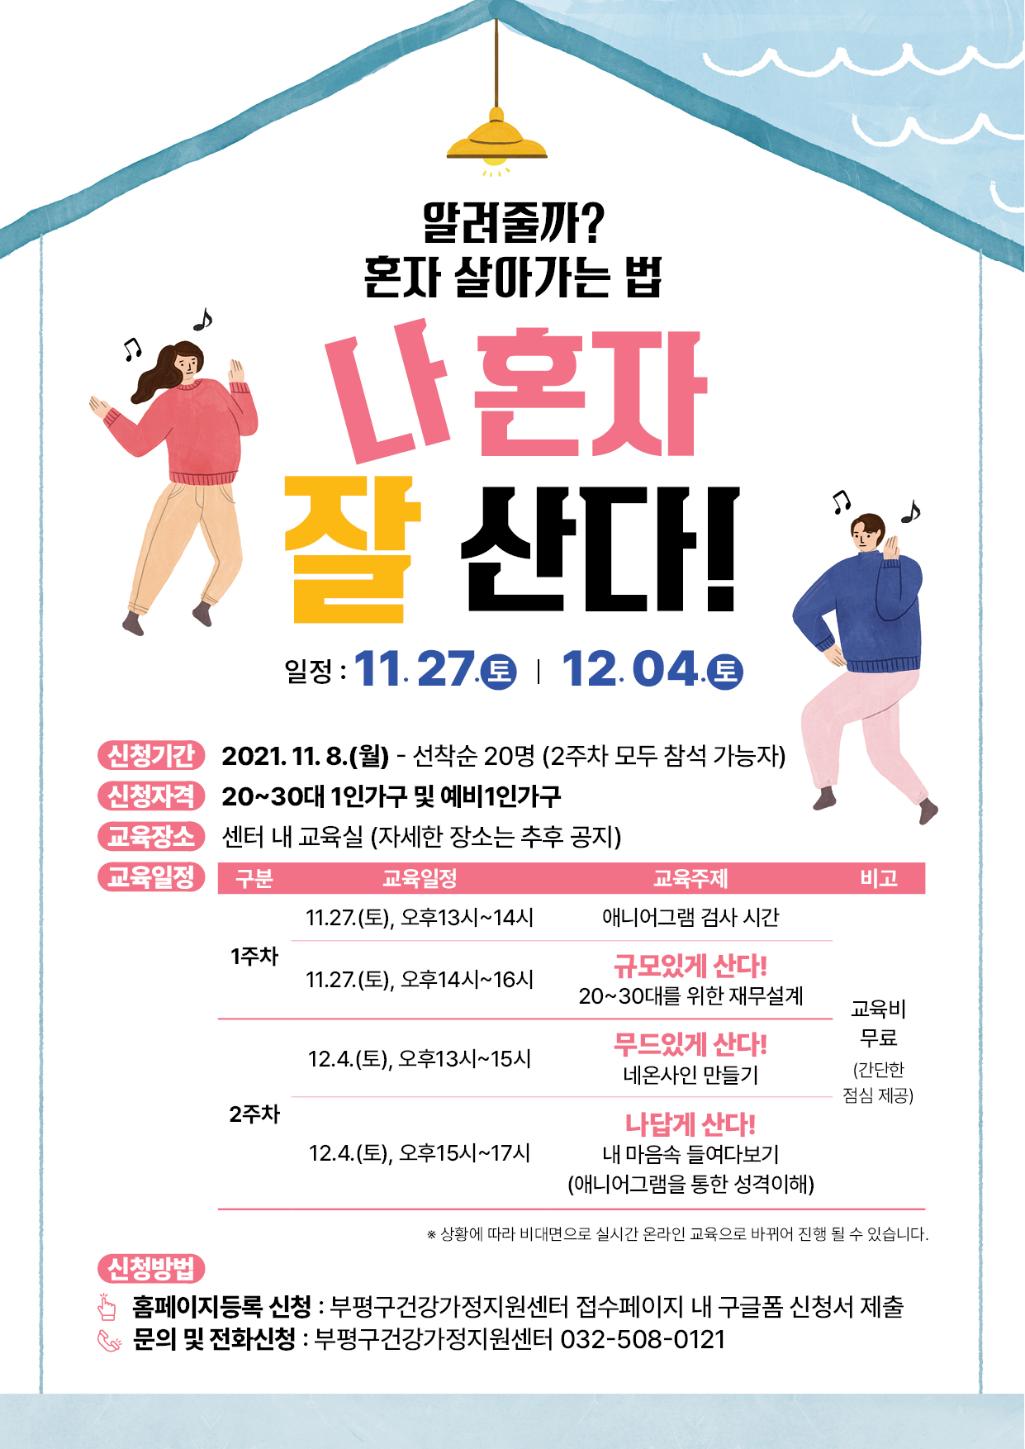 알려줄까?
혼자 살아가는 법
나 혼자
잘 산다!
일정 : 11. 27.토 | 12. 04.토
신청기간 2021. 11. 8.(월) - 선착순 20명 (2주차 모두 참석 가능자)
신청자격 20~30대 1인가구 및 예비1인가구
교육장소 센터 내 교육실 (자세한 장소는 추후 공지)
교육일정 구분 교육일정 교육주제 비고
11.27.(토), 오후13시~14시 애니어그램 검사 시간
1주차
11.27.(토), 오후14시~16시 규모있게 산다!
20~30대를 위한 재무설계
12.4.(토), 오후13시~15시 무드있게 산다!
네온사인 만들기
2주차
12.4.(토), 오후15시~17시 나답게 산다!
내 마음속 들여다보기
(애니어그램을 통한 성격이해)
교육비
무료
(간단한
점심 제공)
※ 상황에 따라 비대면으로 실시간 온라인 교육으로 바뀌어 진행 될 수 있습니다.
신청방법
홈페이지등록 신청 : 부평구건강가정지원센터 접수페이지 내 구글폼 신청서 제출
문의 및 전화신청 : 부평구건강가정지원센터 032-508-0121